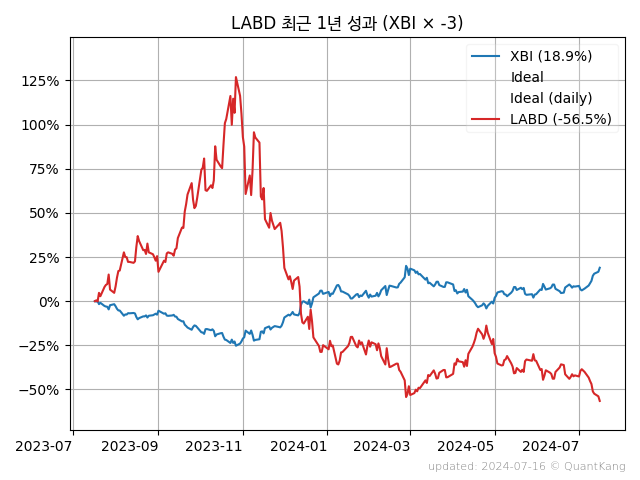 LABD 최근 1년 성과 (XBI × -3)
XBI (18.9%)
Ideal
Ideal (daily)
LABD (-56.5%)
125%
100%
75%
50%
25%
0%
−25%
−50%
2023-07 2023-09 2023-11 2024-01 2024-03 2024-05 2024-07
updated: 2024-07-16 © QuantKang